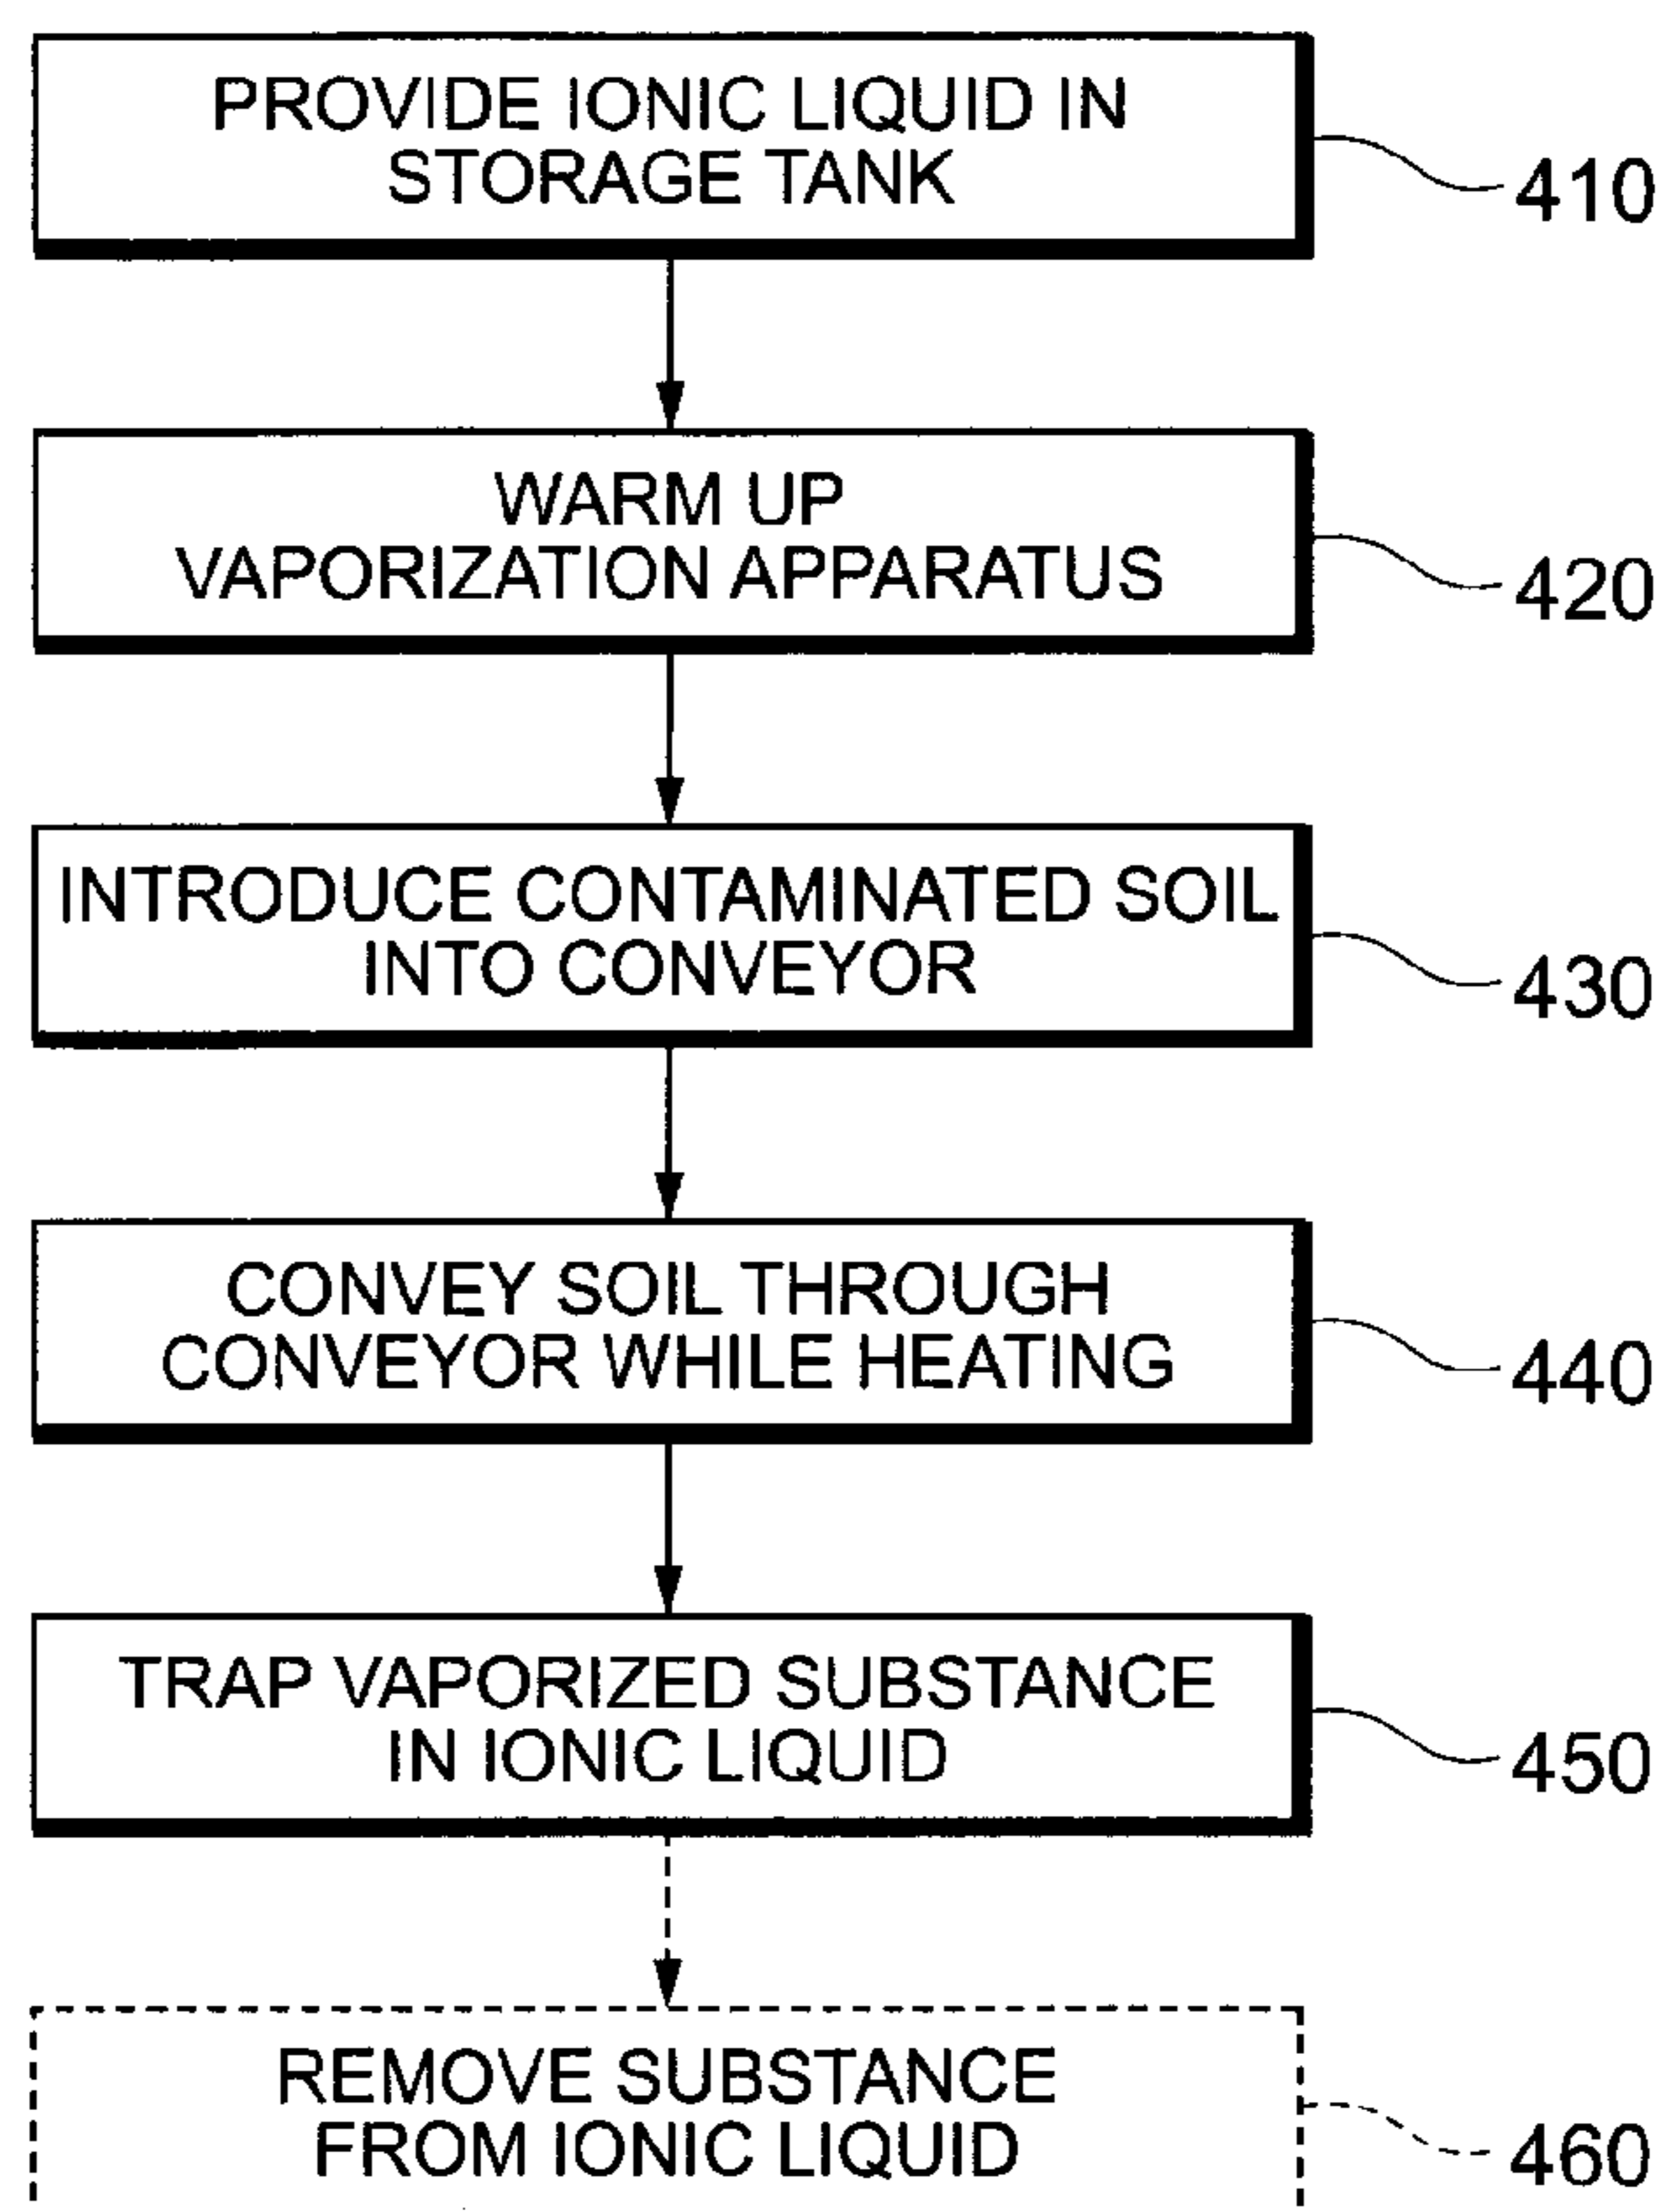 PROVIDE IONIC LIQUID IN
STORAGE TANK
410
WARM UP
VAPORIZATION APPARATUS
420
INTRODUCE CONTAMINATED SOIL
INTO CONVEYOR
430
CONVEY SOIL THROUGH
CONVEYOR WHILE HEATING
440
TRAP VAPORIZED SUBSTANCE
IN IONIC LIQUID
450
REMOVE SUBSTANCE
FROM IONIC LIQUID
460